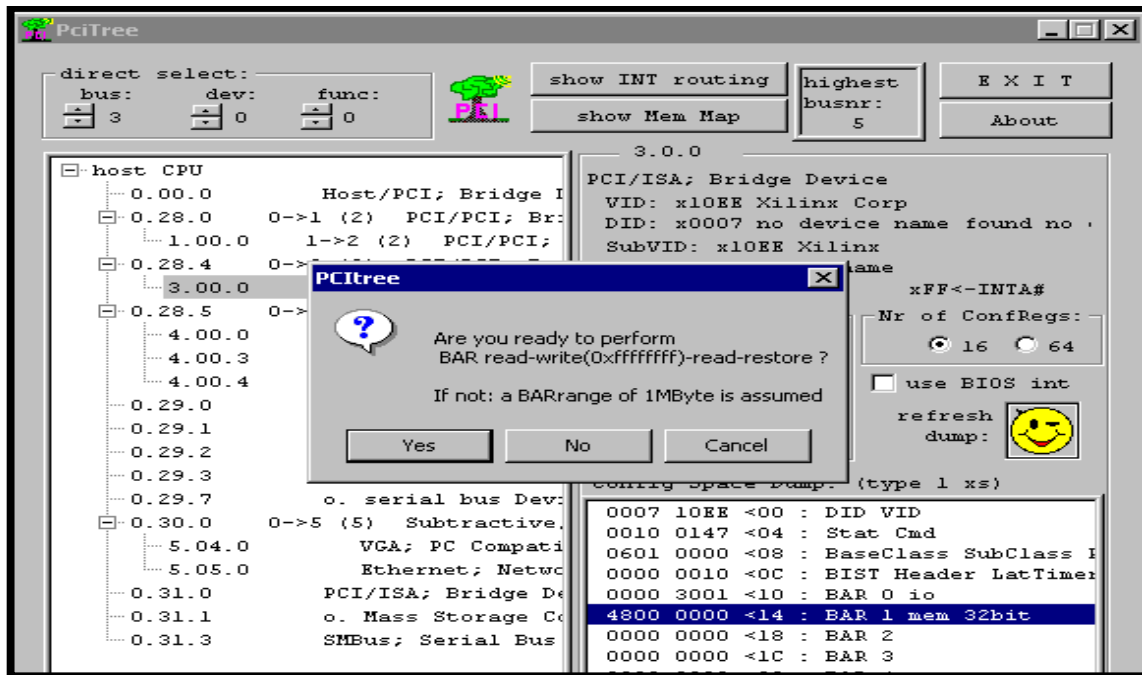 PciTree
direct select:
bus: dev: func:
3 0 0
PCI
show INT routing
show Mem Map
highest
busnr:
5
E X I T
About
host CPU
0.00.0 Host/PCI; Bridge
0.28.0 0->1 (2) PCI/PCI;
1.00.0 1->2 (2) PCI/PCI;
0.28.4
3.00.0
0.28.5
4.00.0
4.00.3
4.00.4
0.29.0
0.29.1
0.29.2
0.29.3
0.29.7 o. serial bus
0.30.0 0->5 (5) Subtractive,
5.04.0 VGA; PC
5.05.0 Ethernet;
0.31.0 PCI/ISA; Bridge
0.31.1 o. Mass Storage
0.31.3 SMBus; Serial Bus
3.0.0
PCI/ISA; Bridge Device
VID: x10EE Xilinx Corp
DID: x0007 no device name found no
SubVID: x10EE Xilinx
xFF<-INTA#
Nr of ConfRegs:
16 64
use BIOS int
refresh
dump:
PCItree
Are you ready to perform
BAR read-write(0xffffffff)-read-restore ?
If not: a BARrange of 1MByte is assumed
Yes No Cancel
Config Space Dump: (type 1 xs)
0007 10EE <00 : DID VID
0010 0147 <04 : Stat Cmd
0601 0000 <08 : BaseClass SubClass
0000 0010 <0C : BIST Header LatTimer
0000 3001 <10 : BAR 0 io
4800 0000 <14 : BAR 1 mem 32bit
0000 0000 <18 : BAR 2
0000 0000 <1C : BAR 3